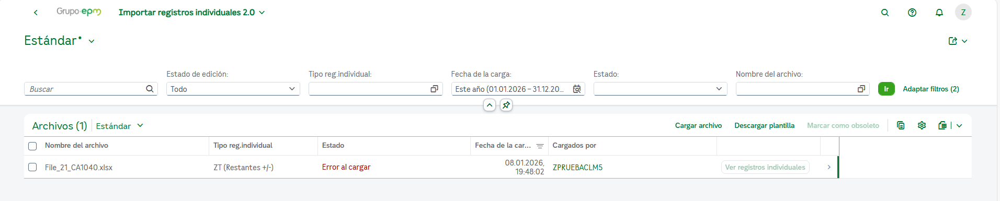 Grupo·epm
Importar registros individuales 2.0
Z
Estándar*
Estado de edición:
Tipo reg.individual:
Fecha de la carga:
Estado:
Nombre del archivo:
Buscar
Todo
Este año (01.01.2026 – 31.12.20...
Ir
Adaptar filtros (2)
Archivos (1)
Estándar
Cargar archivo
Descargar plantilla
Marcar como obsoleto
Nombre del archivo
Tipo reg.individual
Estado
Fecha de la car...
Cargados por
File_21_CA1040.xlsx
ZT (Restantes +/-)
Error al cargar
08.01.2026,
19:48:02
ZPRUEBACLM5
Ver registros individuales